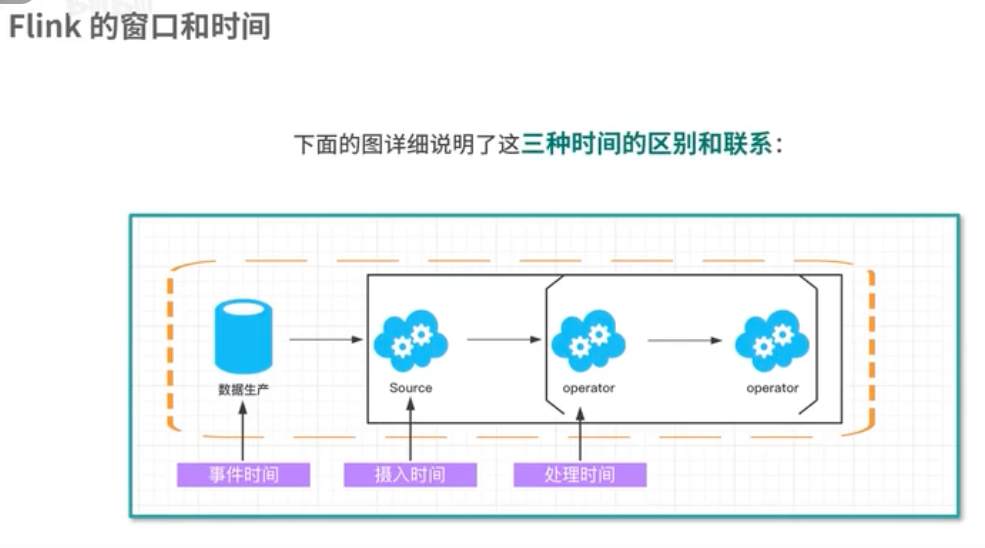 Flink 的窗口和时间
下面的图详细说明了这三种时间的区别和联系：
数据生产
Source
operator
operator
事件时间
摄入时间
处理时间